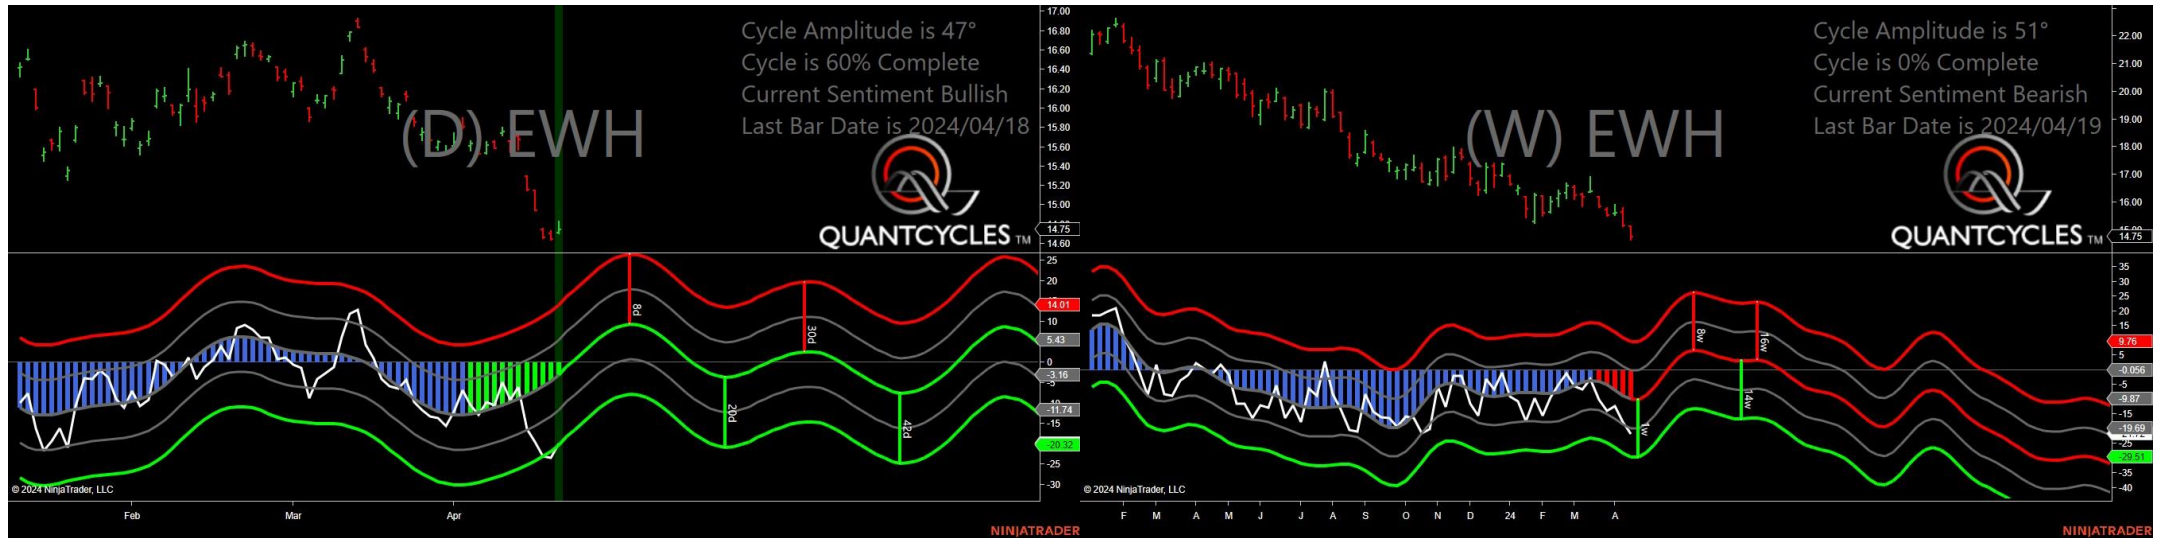 Cycle Amplitude is 47°
Cycle is 60% Complete
Current Sentiment Bullish
Last Bar Date is 2024/04/18
(D) EWH
QUANTCYCLES TM
17.00
16.80
16.60
16.40
16.20
16.00
15.80
15.60
15.40
15.20
15.00
14.75
14.60
25
20
14.01
10
5.43
0
-3.16
-5
-11.74
-15
-20.32
-25
-30
8d
20d
30d
42d
© 2024 NinjaTrader, LLC
Feb Mar Apr
NINJATRADER
Cycle Amplitude is 51°
Cycle is 0% Complete
Current Sentiment Bearish
Last Bar Date is 2024/04/19
(W) EWH
QUANTCYCLES TM
22.00
21.00
20.00
19.00
18.00
17.00
16.00
14.75
35
30
25
20
15
9.76
5
-0.056
-5
-9.87
-15
-19.69
-25
-29.51
-35
-40
1w
8w
14w
16w
© 2024 NinjaTrader, LLC
F M A M J J A S O N D 24 F M A
NINJATRADER